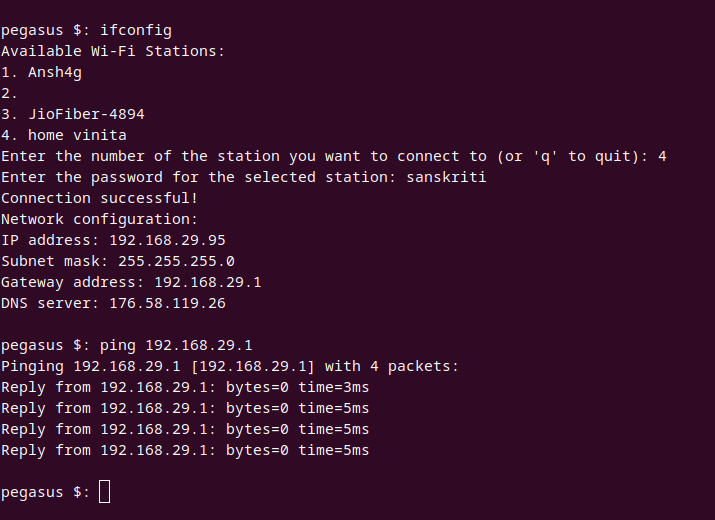 pegasus $: ifconfig
Available Wi-Fi Stations:
1. Ansh4g
2.
3. JioFiber-4894
4. home vinita
Enter the number of the station you want to connect to (or 'q' to quit): 4
Enter the password for the selected station: sanskriti
Connection successful!
Network configuration:
IP address: 192.168.29.95
Subnet mask: 255.255.255.0
Gateway address: 192.168.29.1
DNS server: 176.58.119.26
pegasus $: ping 192.168.29.1
Pinging 192.168.29.1 [192.168.29.1] with 4 packets:
Reply from 192.168.29.1: bytes=0 time=3ms
Reply from 192.168.29.1: bytes=0 time=5ms
Reply from 192.168.29.1: bytes=0 time=5ms
Reply from 192.168.29.1: bytes=0 time=5ms
pegasus $: